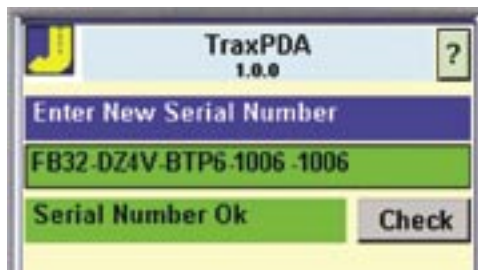 TraxPDA
?
1.0.0
Enter New Serial Number
FB32-DZ4V-BTP6-1006 -1006
Serial Number Ok
Check